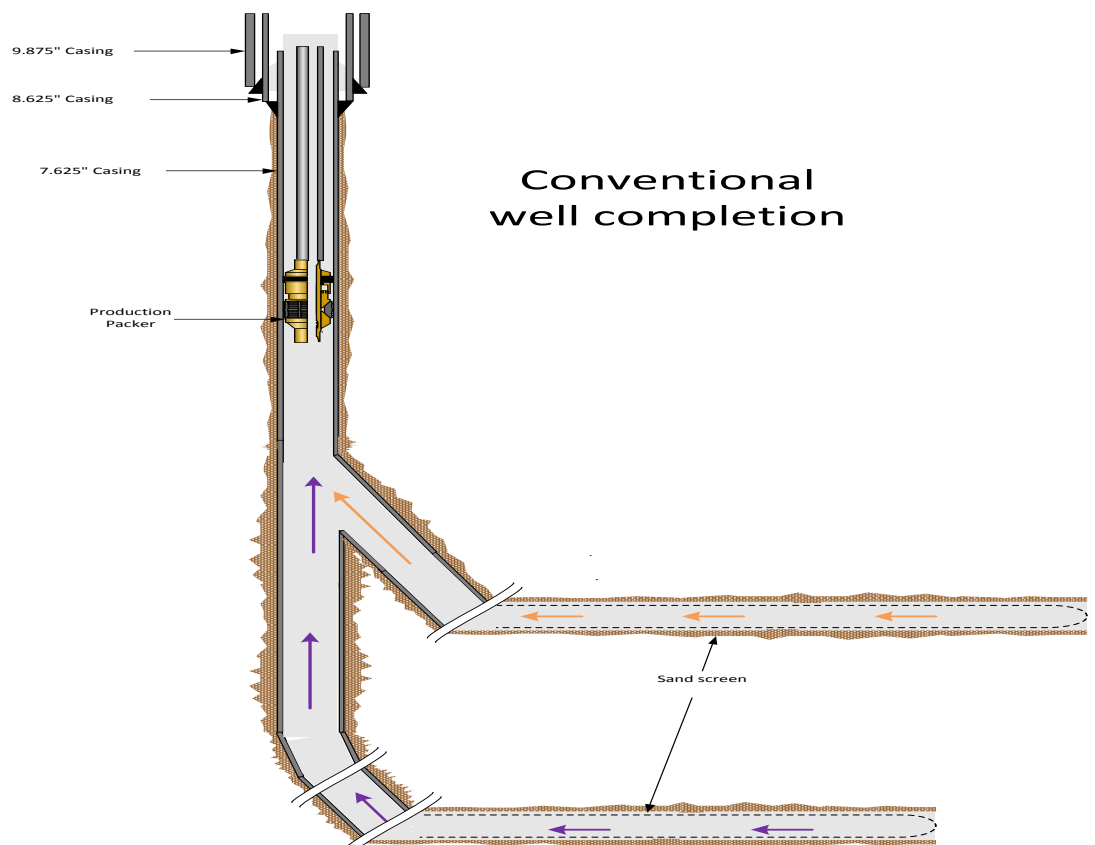 9.875" Casing
8.625" Casing
7.625" Casing
Conventional
well completion
Production
Packer
Sand screen